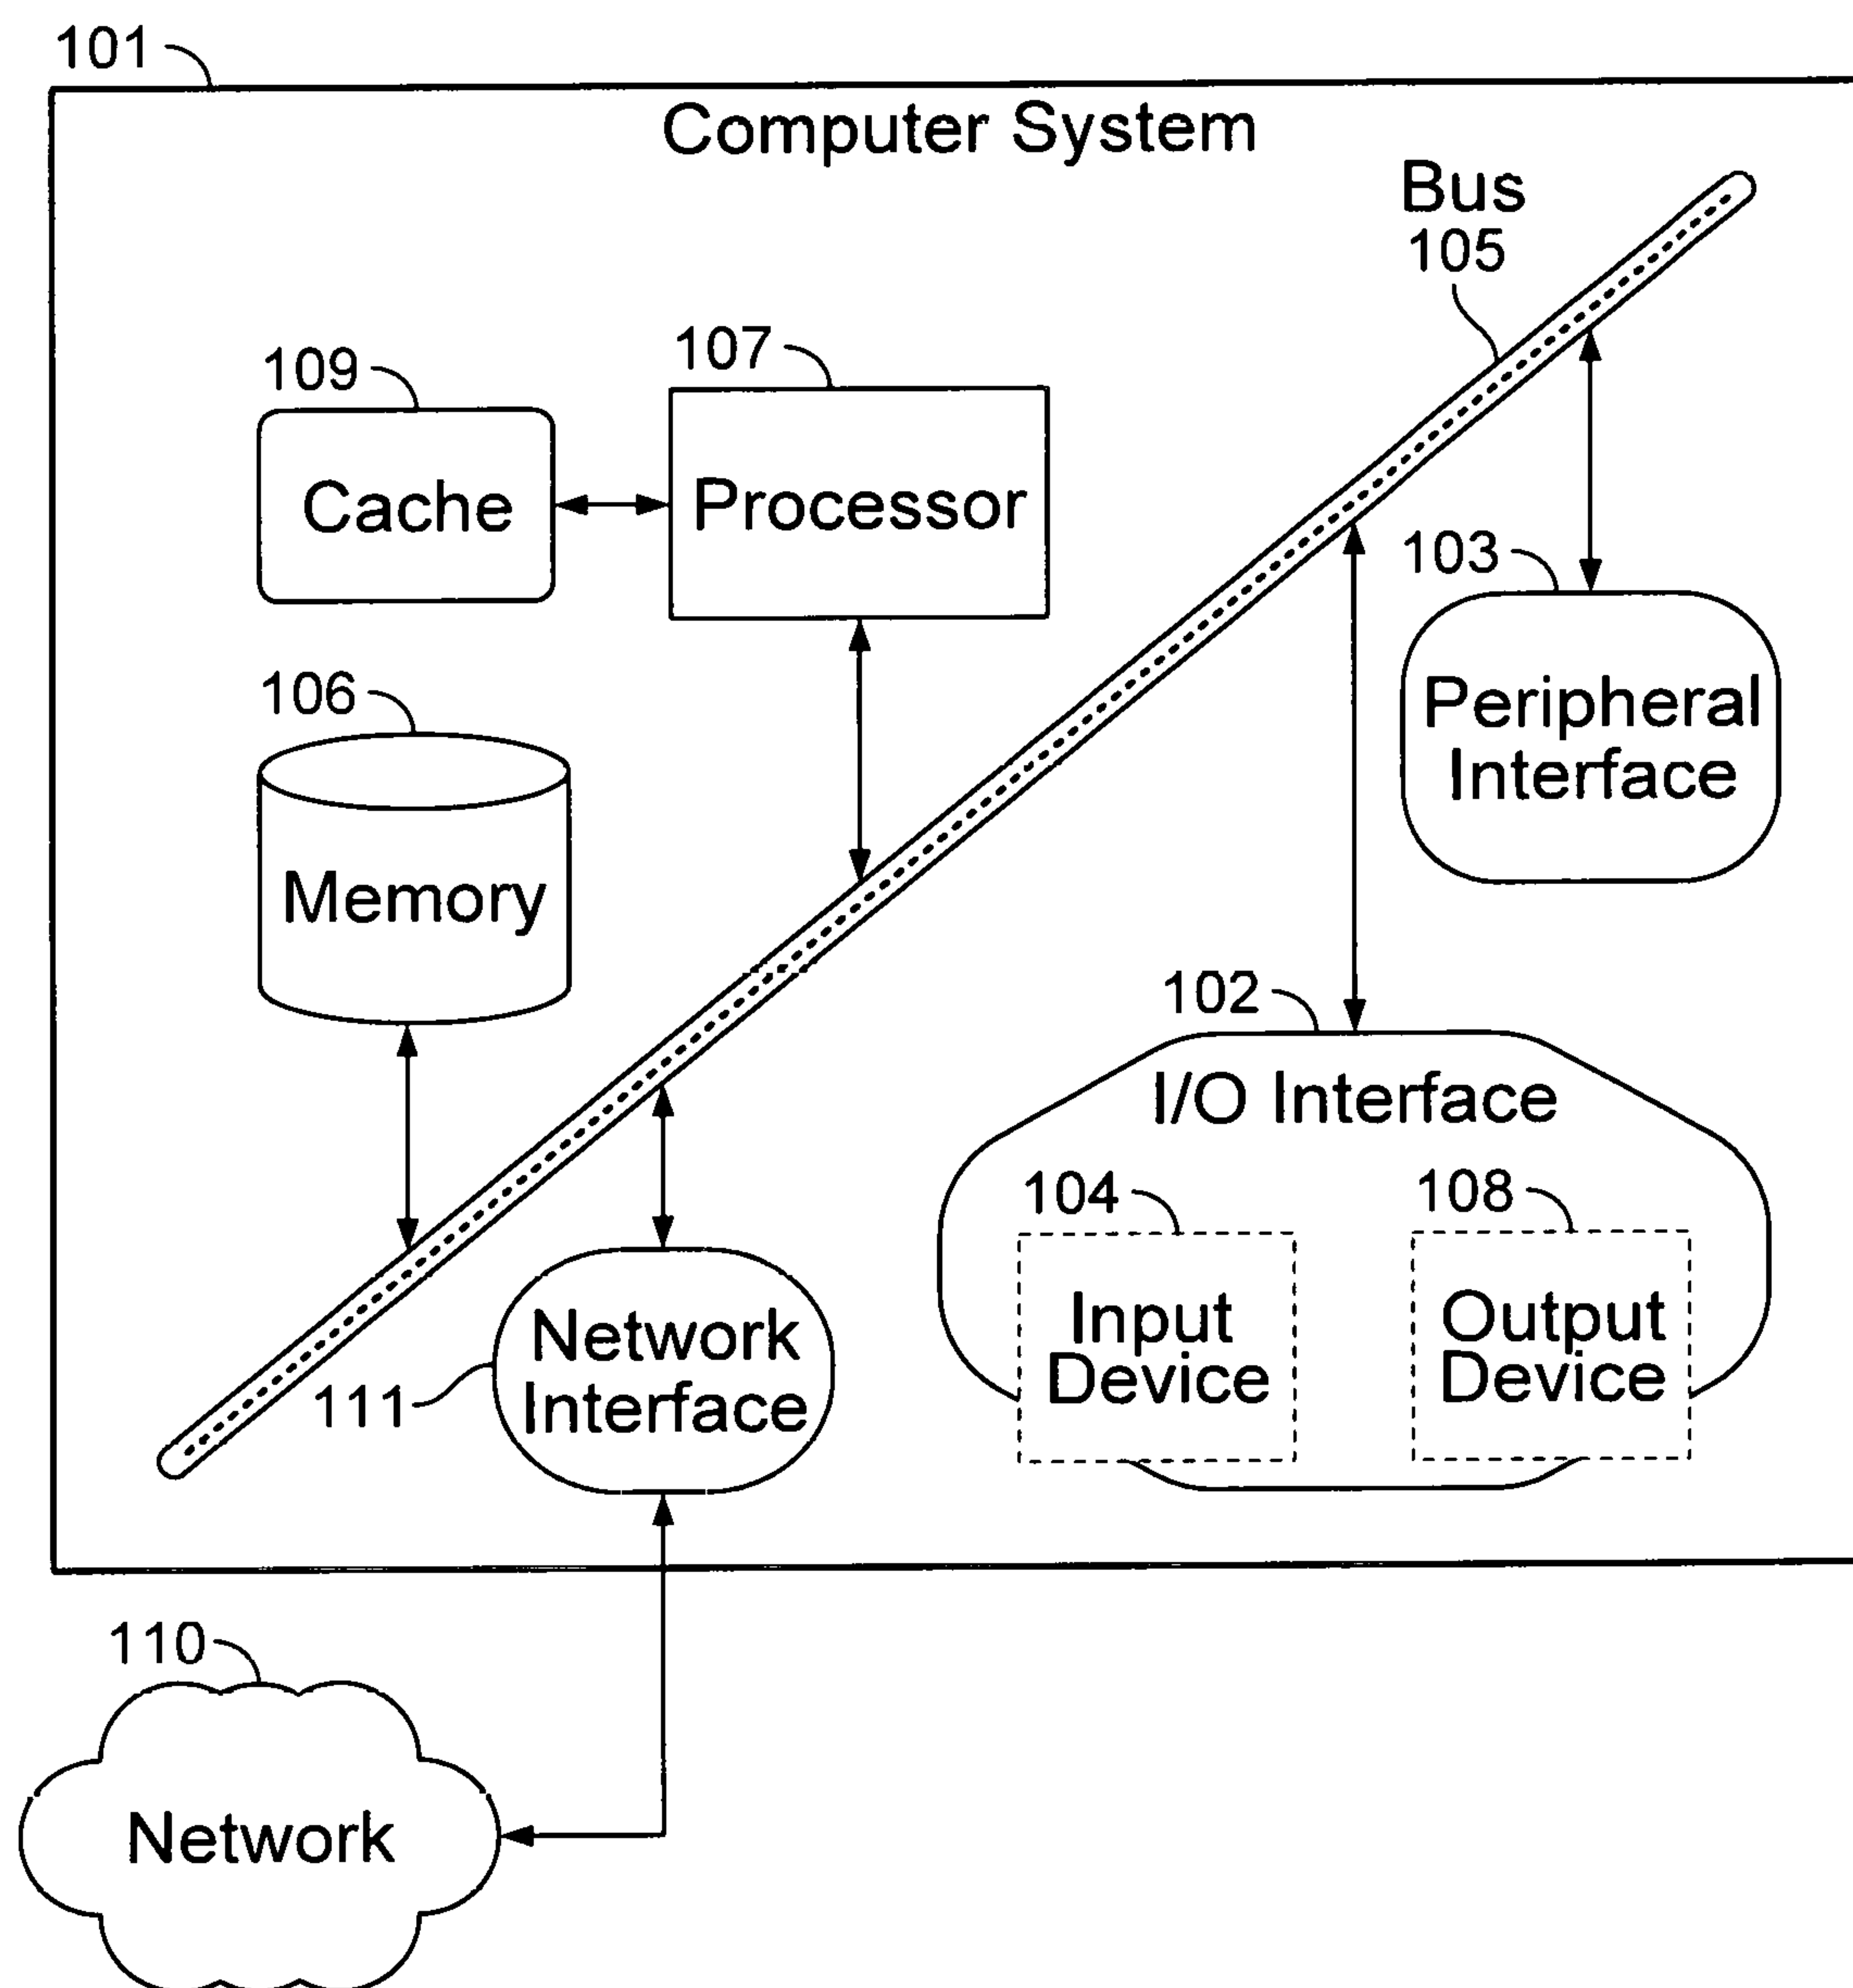 101
Computer System
Bus
105
109
107
Cache
Processor
103
Peripheral
Interface
106
Memory
102
I/O Interface
104
108
Input
Device
Output
Device
Network
Interface
111
110
Network